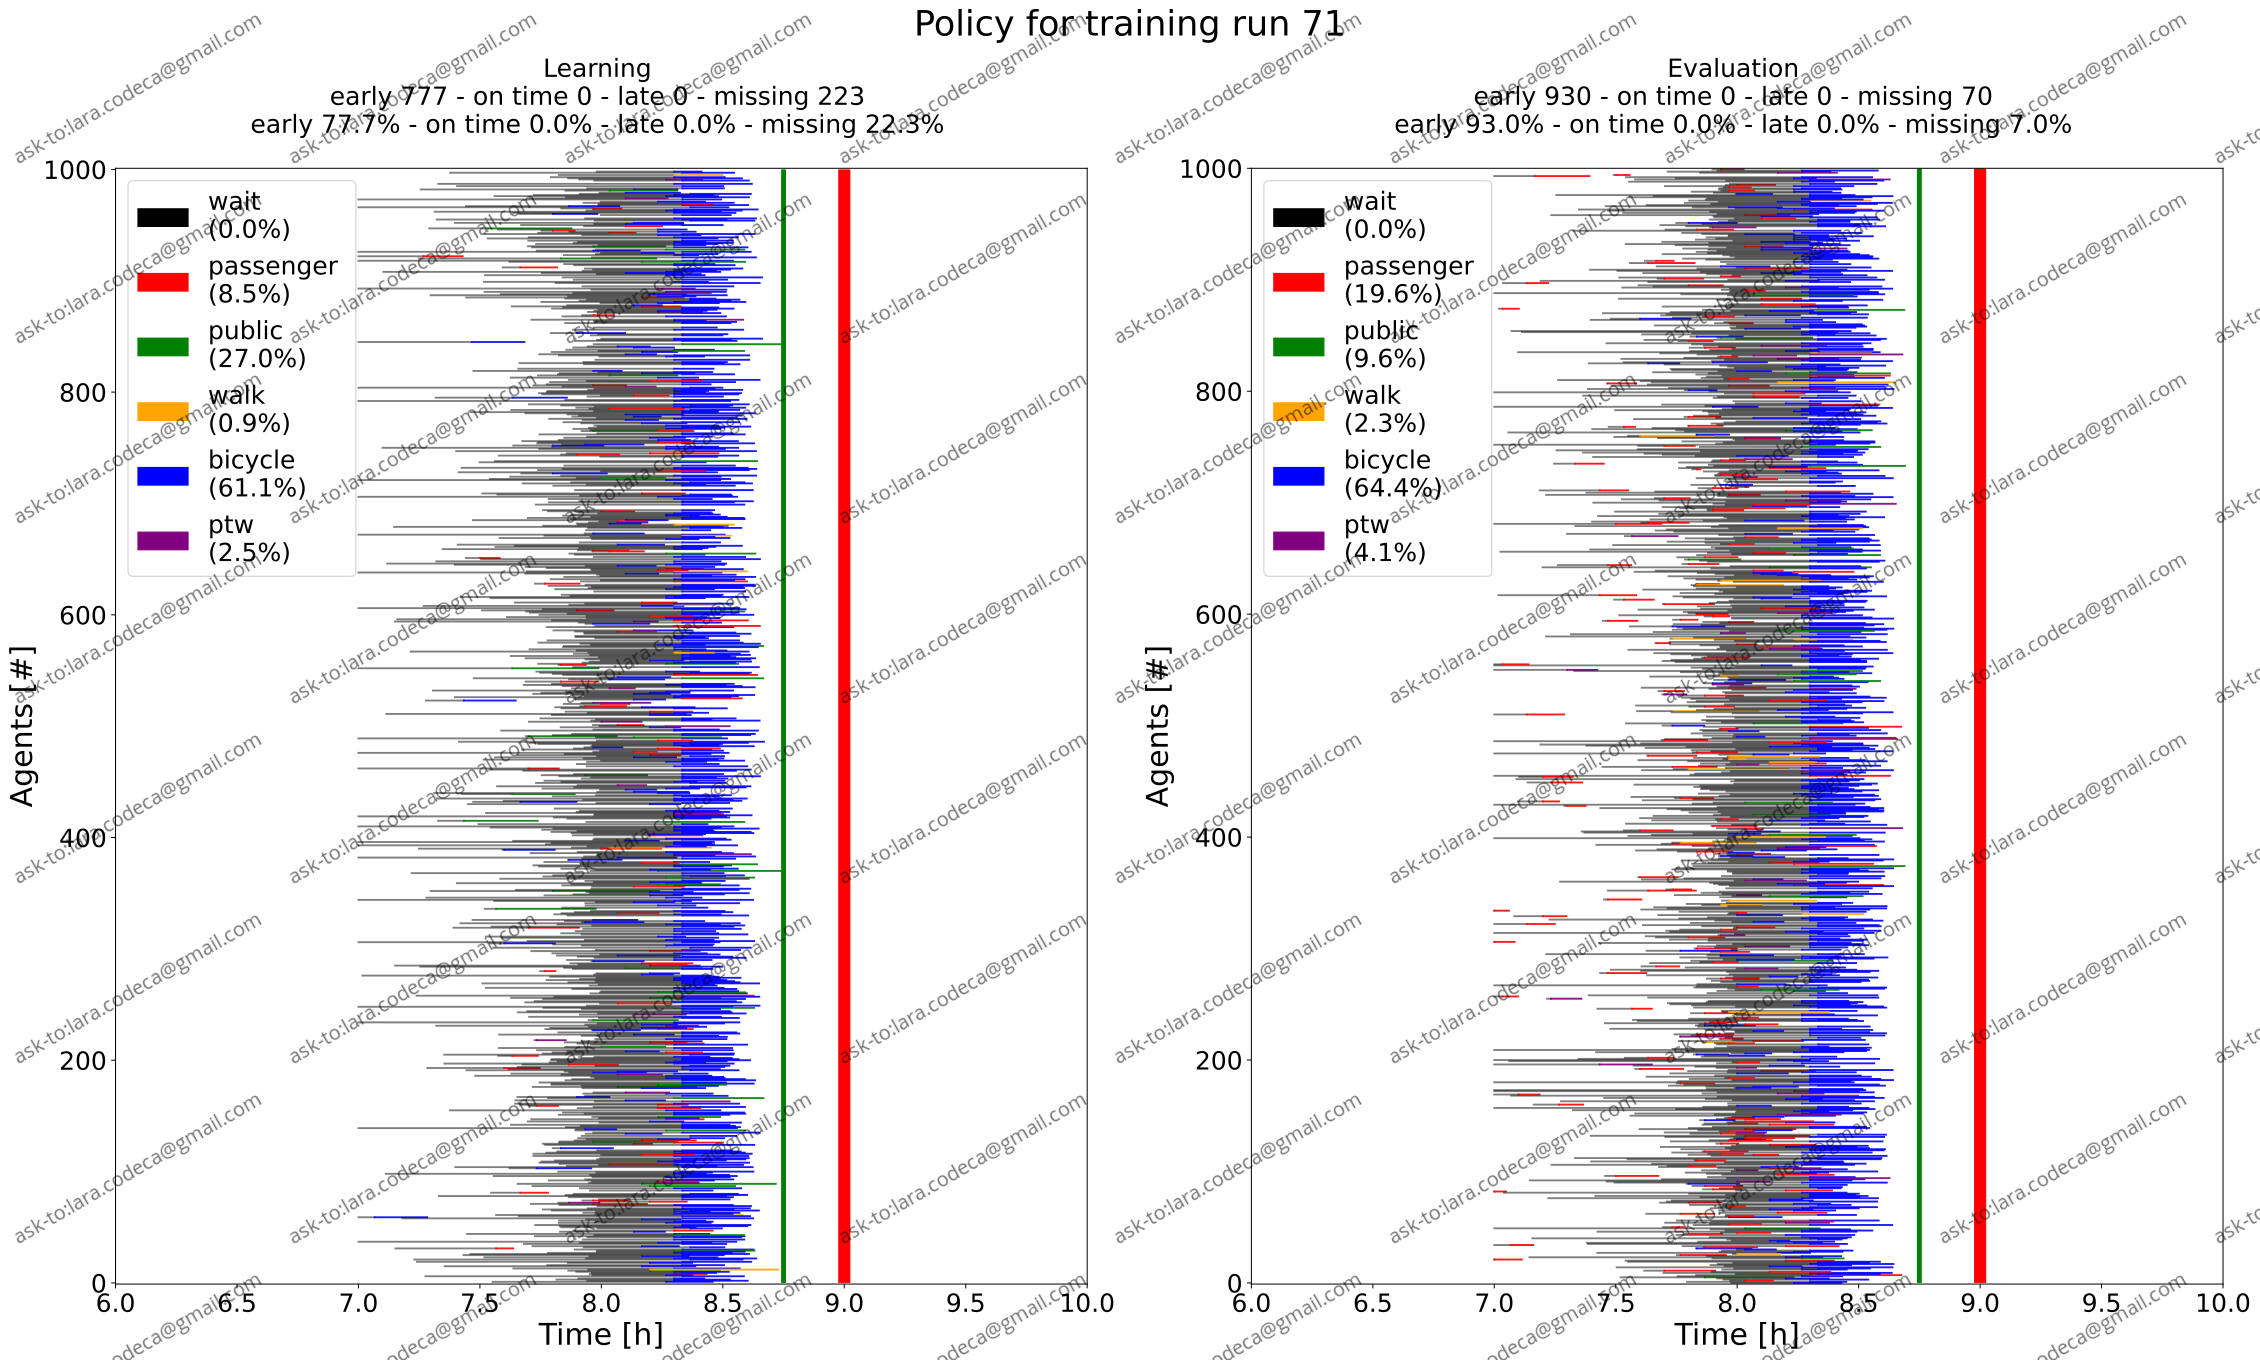 Policy for training run 71
Learning
early 777 - on time 0 - late 0 - missing 223
early 77.7% - on time 0.0% - late 0.0% - missing 22.3%
1000
800
600
400
200
0
Agents [#]
wait
(0.0%)
passenger
(8.5%)
public
(27.0%)
walk
(0.9%)
bicycle
(61.1%)
ptw
(2.5%)
6.0 6.5 7.0 7.5 8.0 8.5 9.0 9.5 10.0
Time [h]
Evaluation
early 930 - on time 0 - late 0 - missing 70
early 93.0% - on time 0.0% - late 0.0% - missing 7.0%
1000
800
600
400
200
0
Agents [#]
wait
(0.0%)
passenger
(19.6%)
public
(9.6%)
walk
(2.3%)
bicycle
(64.4%)
ptw
(4.1%)
6.0 6.5 7.0 7.5 8.0 8.5 9.0 9.5 10.0
Time [h]
ask-to:lara.codeca@gmail.com